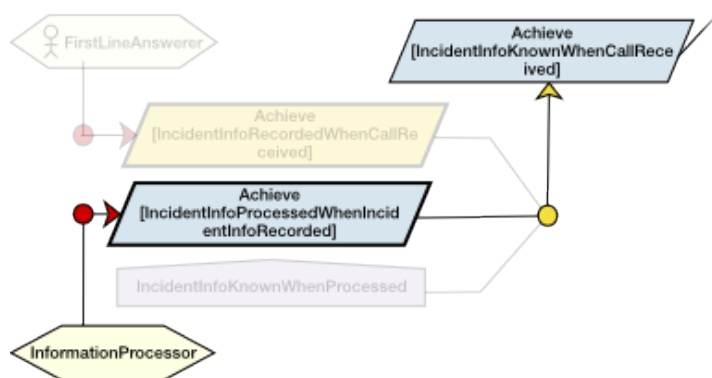 FirstLineAnswerer
Achieve
[IncidentInfoKnownWhenCallRece
ived]
Achieve
[IncidentInfoRecordedWhenCallRe
ceived]
Achieve
[IncidentInfoProcessedWhenIncid
entInfoRecorded]
IncidentInfoKnownWhenProcessed
InformationProcessor